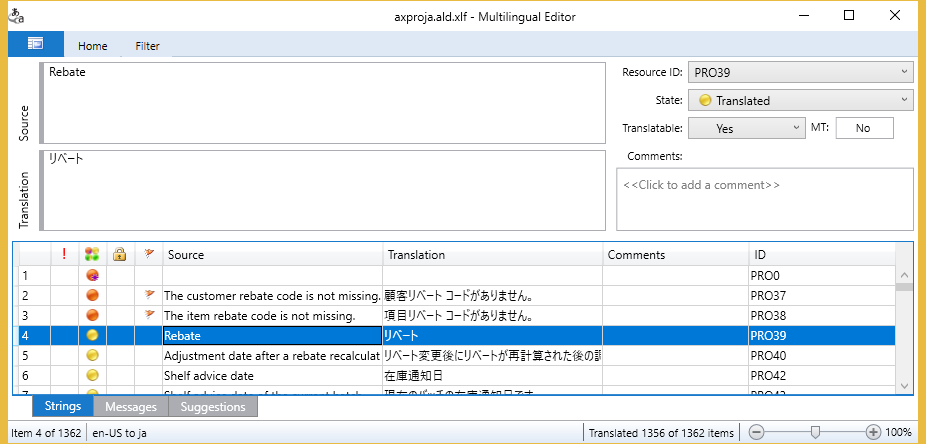 axproja.ald.xlf - Multilingual Editor
Home Filter
Source
Rebate
Translation
リベート
Resource ID: PRO39
State: Translated
Translatable: Yes MT: No
Comments:
<<Click to add a comment>>
Source Translation Comments ID
1 PRO0
2 The customer rebate code is not missing. 顧客リベート コードがありません。 PRO37
3 The item rebate code is not missing. 項目リベート コードがありません。 PRO38
4 Rebate リベート PRO39
5 Adjustment date after a rebate recalculat リベート変更後にリベートが再計算された後の PRO40
6 Shelf advice date 在庫通知日 PRO42
Strings Messages Suggestions
Item 4 of 1362 en-US to ja Translated 1356 of 1362 items 100%